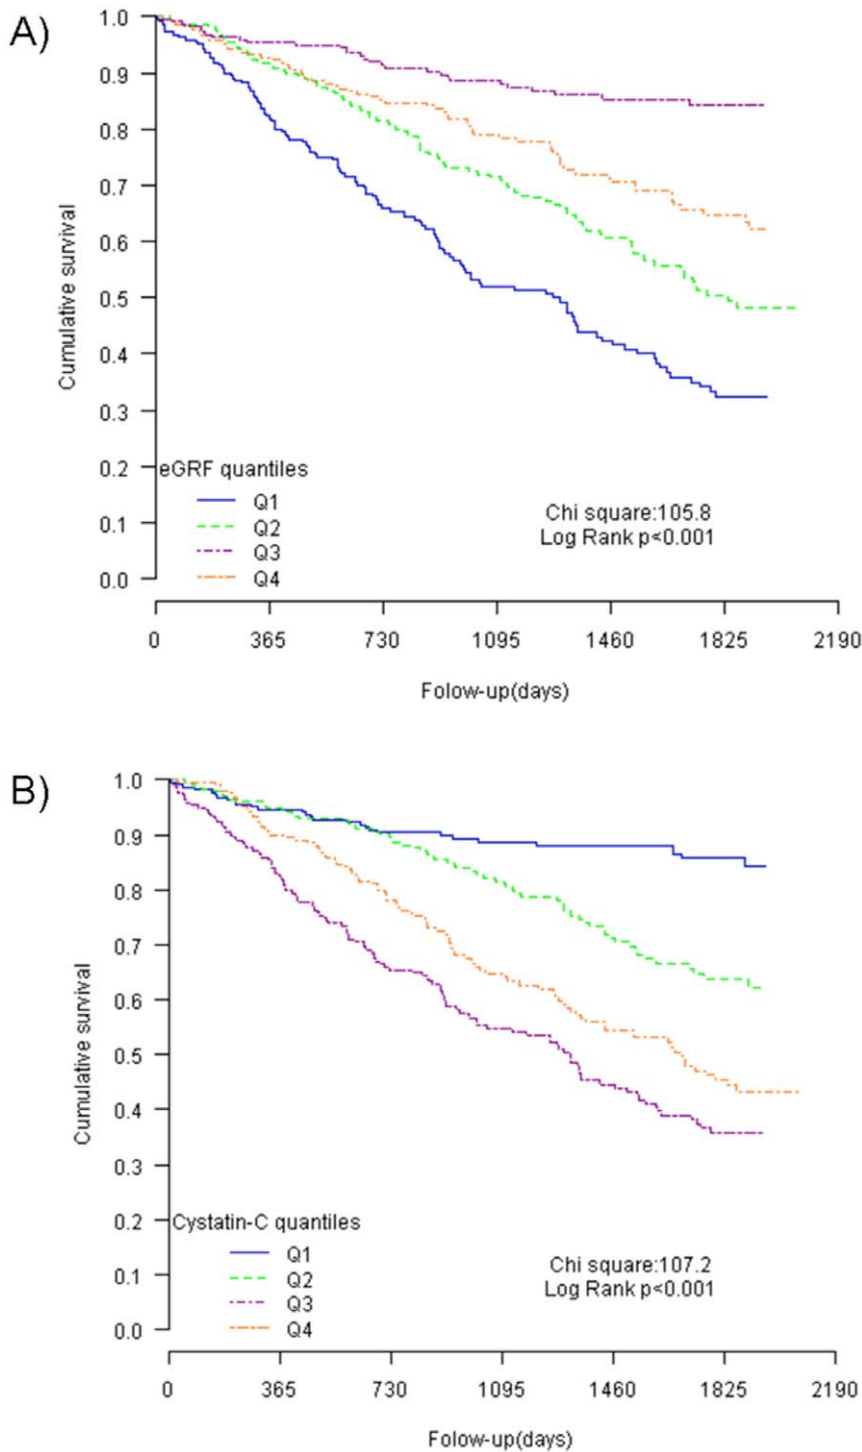 A)
Cumulative survival
1.0
0.9
0.8
0.7
0.6
0.5
0.4
0.3
0.2
0.1
0.0
eGRF quantiles
Q1
Q2
Q3
Q4
Chi square:105.8
Log Rank p<0.001
0 365 730 1095 1460 1825 2190
Folow-up(days)
B)
Cumulative survival
1.0
0.9
0.8
0.7
0.6
0.5
0.4
0.3
0.2
0.1
0.0
Cystatin-C quantiles
Q1
Q2
Q3
Q4
Chi square:107.2
Log Rank p<0.001
0 365 730 1095 1460 1825 2190
Folow-up(days)